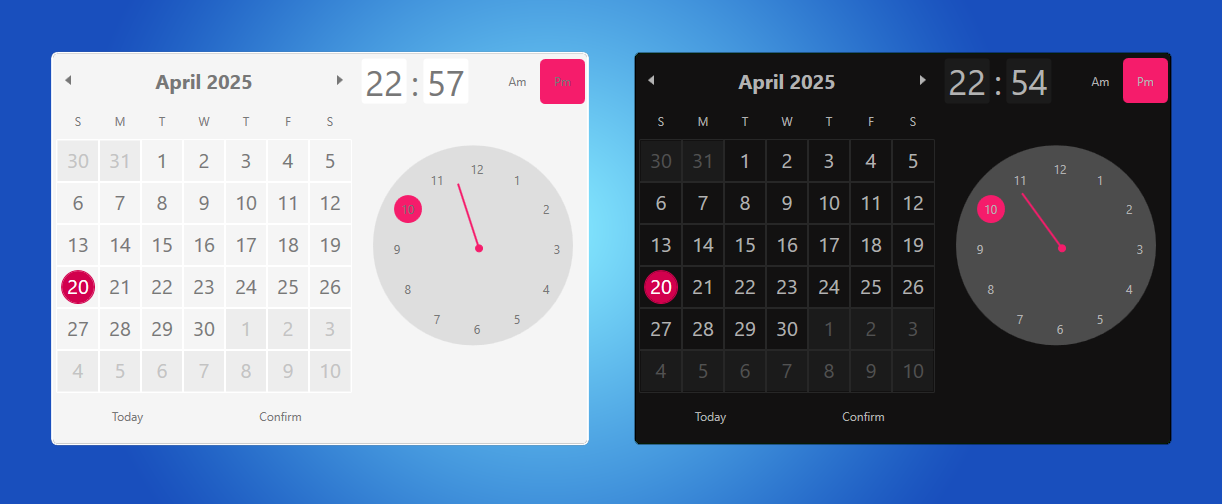 April 2025
22 : 57
Am
Pm
S M T W T F S
30 31 1 2 3 4 5
6 7 8 9 10 11 12
13 14 15 16 17 18 19
20 21 22 23 24 25 26
27 28 29 30 1 2 3
4 5 6 7 8 9 10
Today
Confirm
12
1
2
3
4
5
6
7
8
9
10
11
April 2025
22 : 54
Am
Pm
S M T W T F S
30 31 1 2 3 4 5
6 7 8 9 10 11 12
13 14 15 16 17 18 19
20 21 22 23 24 25 26
27 28 29 30 1 2 3
4 5 6 7 8 9 10
Today
Confirm
12
1
2
3
4
5
6
7
8
9
10
11